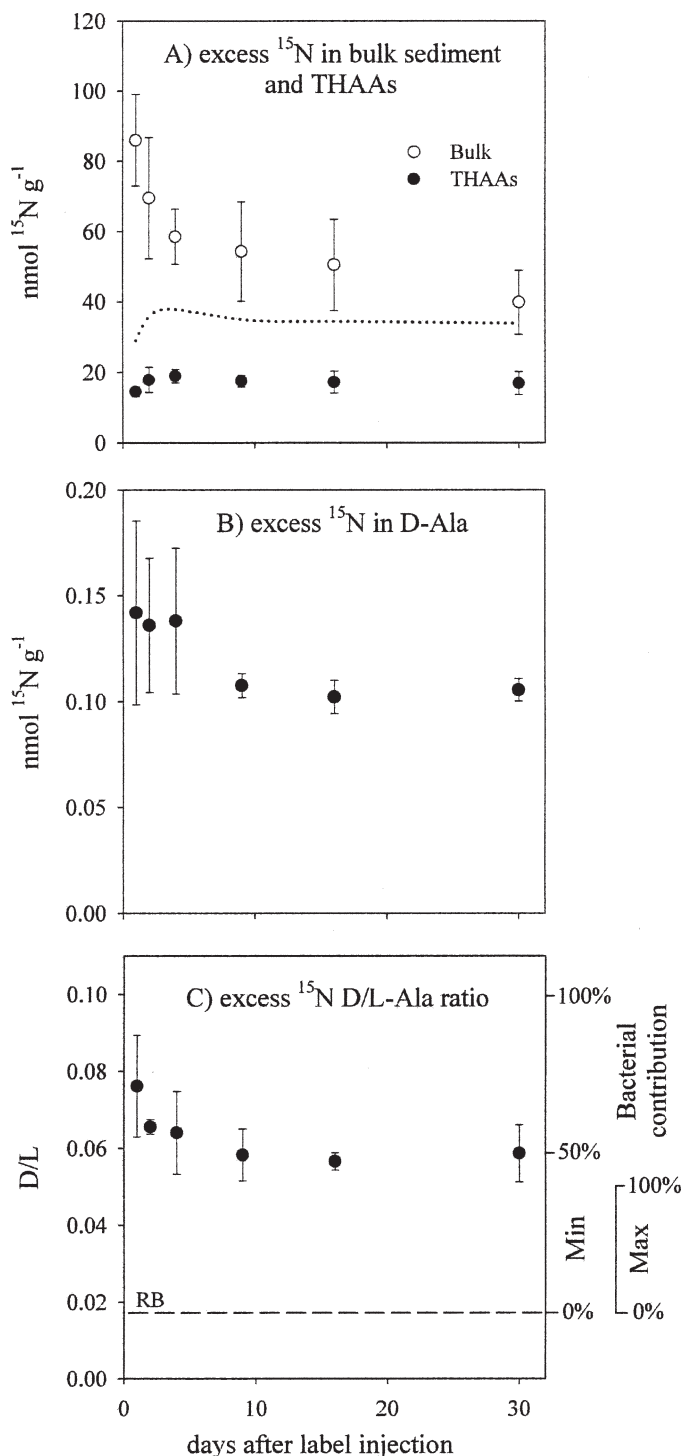 A) excess ¹⁵N in bulk sediment
and THAAs
Bulk
THAAs
nmol ¹⁵N g⁻¹
120
100
80
60
40
20
0
B) excess ¹⁵N in D-Ala
nmol ¹⁵N g⁻¹
0.20
0.15
0.10
0.05
0.00
C) excess ¹⁵N D/L-Ala ratio
D/L
0.10
0.08
0.06
0.04
0.02
0.00
RB
100%
50%
0%
Min
100%
0%
Max
Bacterial
contribution
0
10
20
30
days after label injection